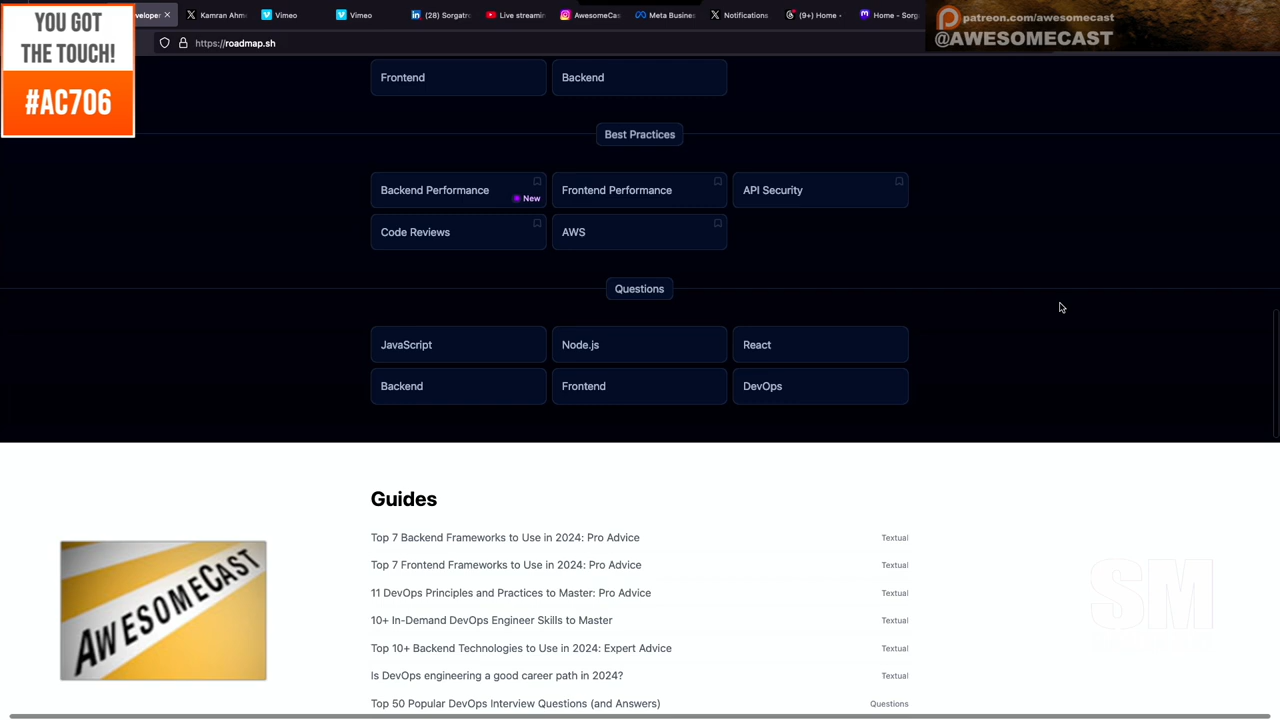 YOU GOT
THE TOUCH!
#AC706
eveloper
Kamran Ahm
Vimeo
Vimeo
(28) Sorgatro
Live streamin
AwesomeCas
Meta Busines
Notifications
(9+) Home -
Home - Sorg
patreon.com/awesomecast
@AWESOMECAST
https://roadmap.sh
Frontend
Backend
Best Practices
Backend Performance
New
Frontend Performance
API Security
Code Reviews
AWS
Questions
JavaScript
Node.js
React
Backend
Frontend
DevOps
Guides
Top 7 Backend Frameworks to Use in 2024: Pro Advice
Textual
Top 7 Frontend Frameworks to Use in 2024: Pro Advice
Textual
11 DevOps Principles and Practices to Master: Pro Advice
Textual
10+ In-Demand DevOps Engineer Skills to Master
Textual
Top 10+ Backend Technologies to Use in 2024: Expert Advice
Textual
Is DevOps engineering a good career path in 2024?
Textual
Top 50 Popular DevOps Interview Questions (and Answers)
Questions
AWESOMECAST
SM